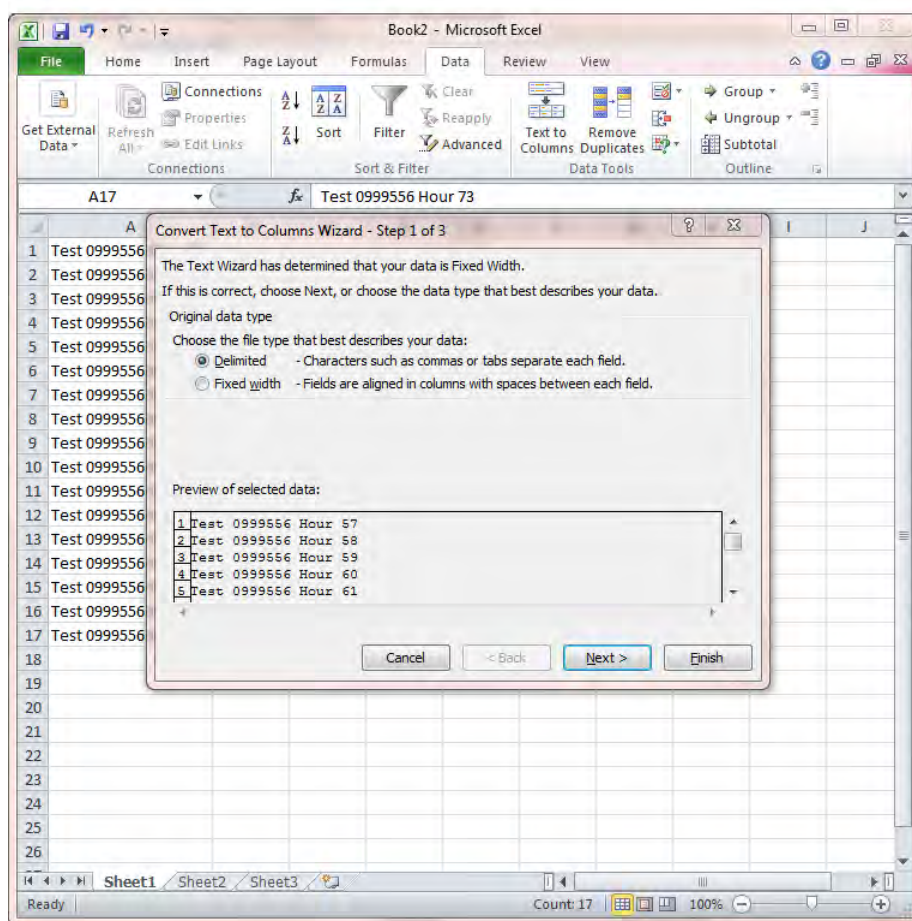 Book2 - Microsoft Excel
File Home Insert Page Layout Formulas Data Review View
Get External Data
Refresh All
Connections
Properties
Edit Links
Connections
Sort
Filter
Clear
Reapply
Advanced
Sort & Filter
Text to Columns
Remove Duplicates
Data Tools
Group
Ungroup
Subtotal
Outline
A17 fx Test 0999556 Hour 73
A I J
1 Test 0999556
2 Test 0999556
3 Test 0999556
4 Test 0999556
5 Test 0999556
6 Test 0999556
7 Test 0999556
8 Test 0999556
9 Test 0999556
10 Test 0999556
11 Test 0999556
12 Test 0999556
13 Test 0999556
14 Test 0999556
15 Test 0999556
16 Test 0999556
17 Test 0999556
18
19
20
21
22
23
24
25
26
Convert Text to Columns Wizard - Step 1 of 3
The Text Wizard has determined that your data is Fixed Width.
If this is correct, choose Next, or choose the data type that best describes your data.
Original data type
Choose the file type that best describes your data:
Delimited - Characters such as commas or tabs separate each field.
Fixed width - Fields are aligned in columns with spaces between each field.
Preview of selected data:
1 Test 0999556 Hour 57
2 Test 0999556 Hour 58
3 Test 0999556 Hour 59
4 Test 0999556 Hour 60
5 Test 0999556 Hour 61
Cancel < Back Next > Finish
Sheet1 Sheet2 Sheet3
Ready Count: 17 100%